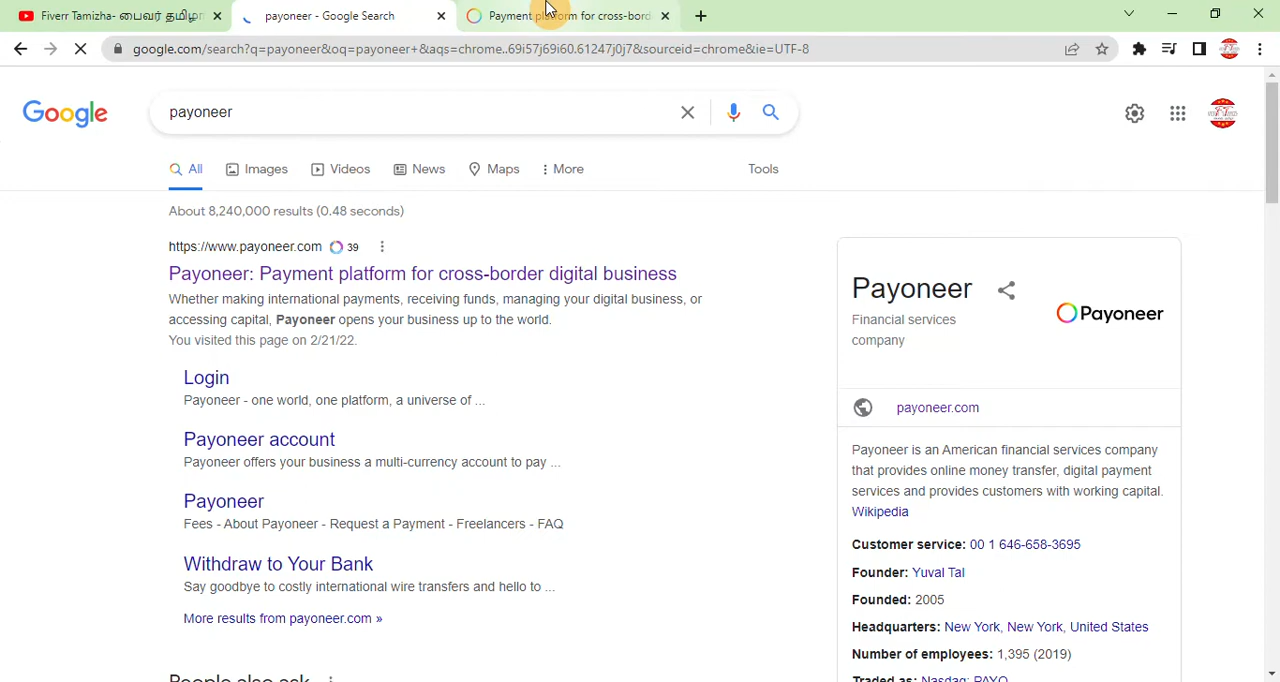 Fiverr Tamizha- பைவர் தமிழா
payoneer - Google Search
Payment platform for cross-bord
google.com/search?q=payoneer&oq=payoneer+&aqs=chrome..69i57j69i60.61247j0j7&sourceid=chrome&ie=UTF-8
Google
payoneer
All
Images
Videos
News
Maps
More
Tools
About 8,240,000 results (0.48 seconds)
https://www.payoneer.com
39
Payoneer: Payment platform for cross-border digital business
Whether making international payments, receiving funds, managing your digital business, or
accessing capital, Payoneer opens your business up to the world.
You visited this page on 2/21/22.
Login
Payoneer - one world, one platform, a universe of ...
Payoneer account
Payoneer offers your business a multi-currency account to pay ...
Payoneer
Fees - About Payoneer - Request a Payment - Freelancers - FAQ
Withdraw to Your Bank
Say goodbye to costly international wire transfers and hello to ...
More results from payoneer.com »
People also ask
Payoneer
Financial services
company
Payoneer
payoneer.com
Payoneer is an American financial services company
that provides online money transfer, digital payment
services and provides customers with working capital.
Wikipedia
Customer service: 00 1 646-658-3695
Founder: Yuval Tal
Founded: 2005
Headquarters: New York, New York, United States
Number of employees: 1,395 (2019)
Traded as: Nasdaq: PAYO